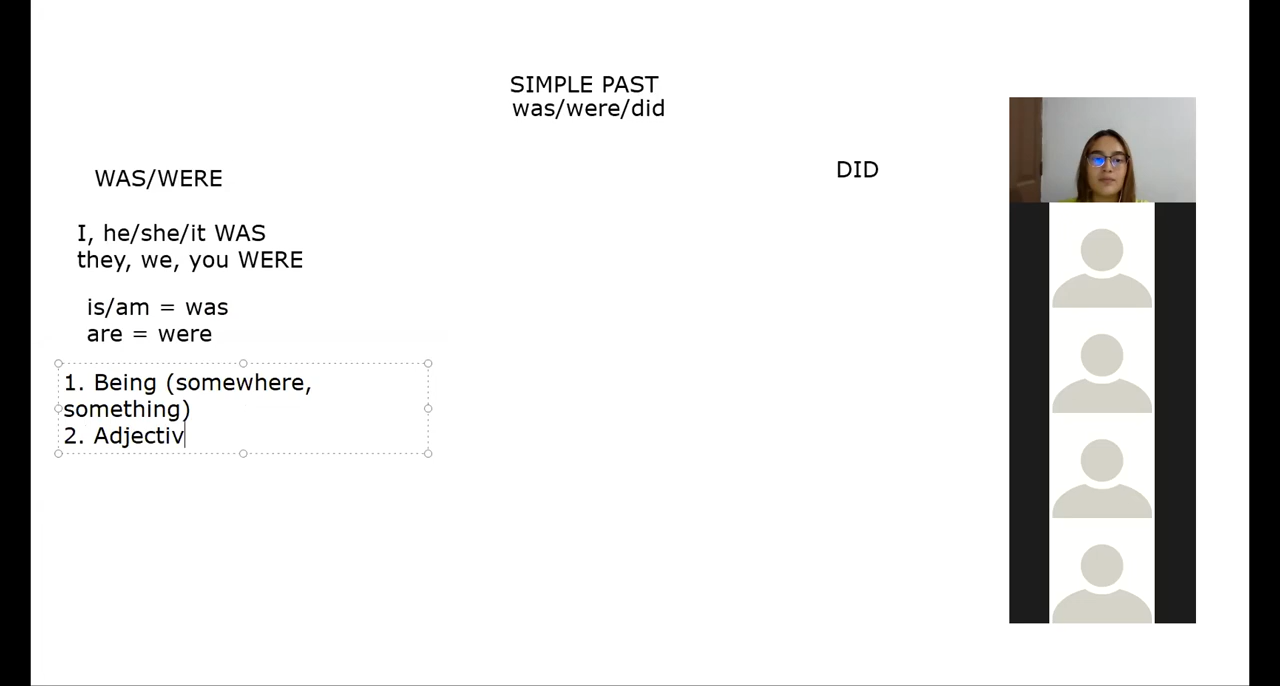 SIMPLE PAST
was/were/did
WAS/WERE
DID
I, he/she/it WAS
they, we, you WERE
is/am = was
are = were
1. Being (somewhere,
something)
2. Adjectiv